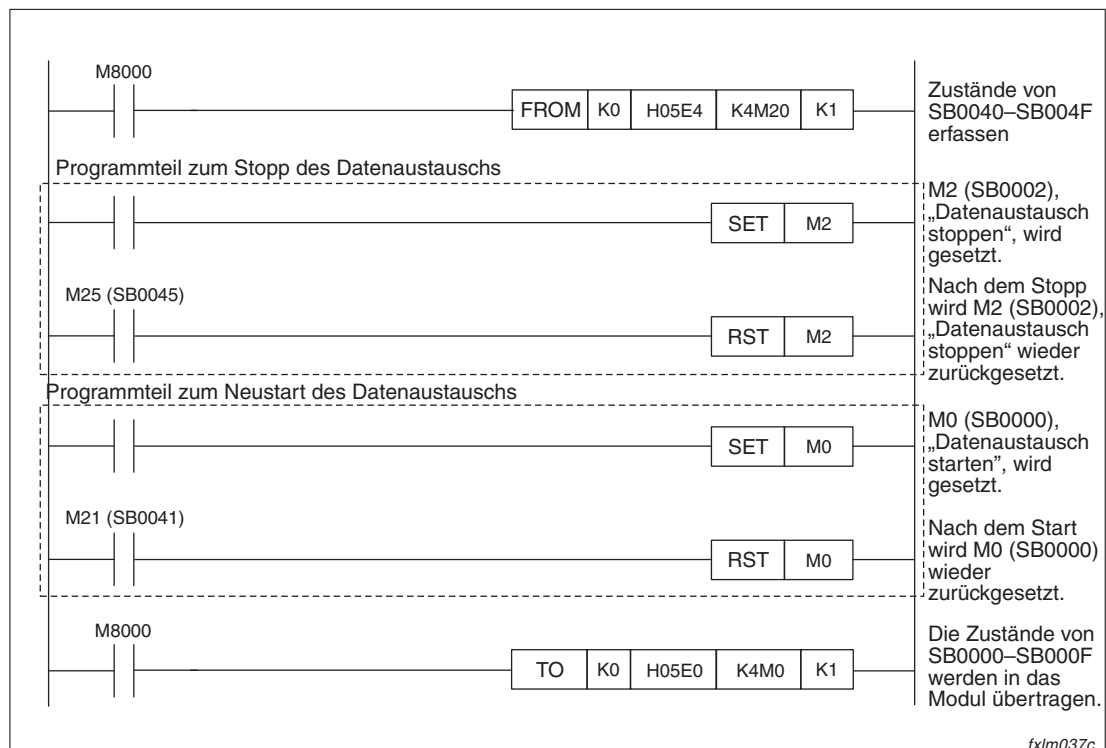 M8000
FROM K0 H05E4 K4M20 K1
Zustände von
SB0040–SB004F
erfassen
Programmteil zum Stopp des Datenaustauschs
SET M2
M2 (SB0002),
„Datenaustausch
stoppen“, wird
gesetzt.
M25 (SB0045)
RST M2
Nach dem Stopp
wird M2 (SB0002),
„Datenaustausch
stoppen“ wieder
zurückgesetzt.
Programmteil zum Neustart des Datenaustauschs
SET M0
M0 (SB0000),
„Datenaustausch
starten”, wird
gesetzt.
M21 (SB0041)
RST M0
Nach dem Start
wird M0 (SB0000)
wieder
zurückgesetzt.
M8000
TO K0 H05E0 K4M0 K1
Die Zustände von
SB0000–SB000F
werden in das
Modul übertragen.
fxlm037c